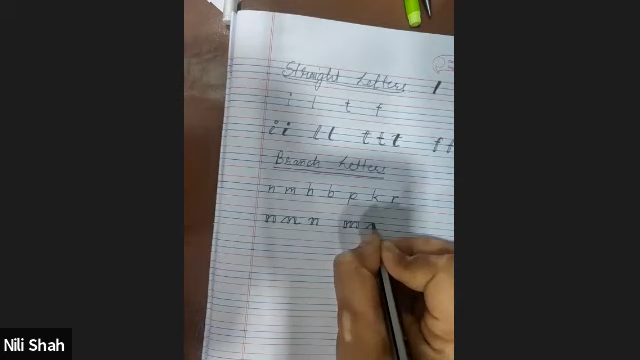 Straight Letters
i l t f
i i l l t t t f f
Branch Letters
n m h b p k r
n n n m
Nili Shah